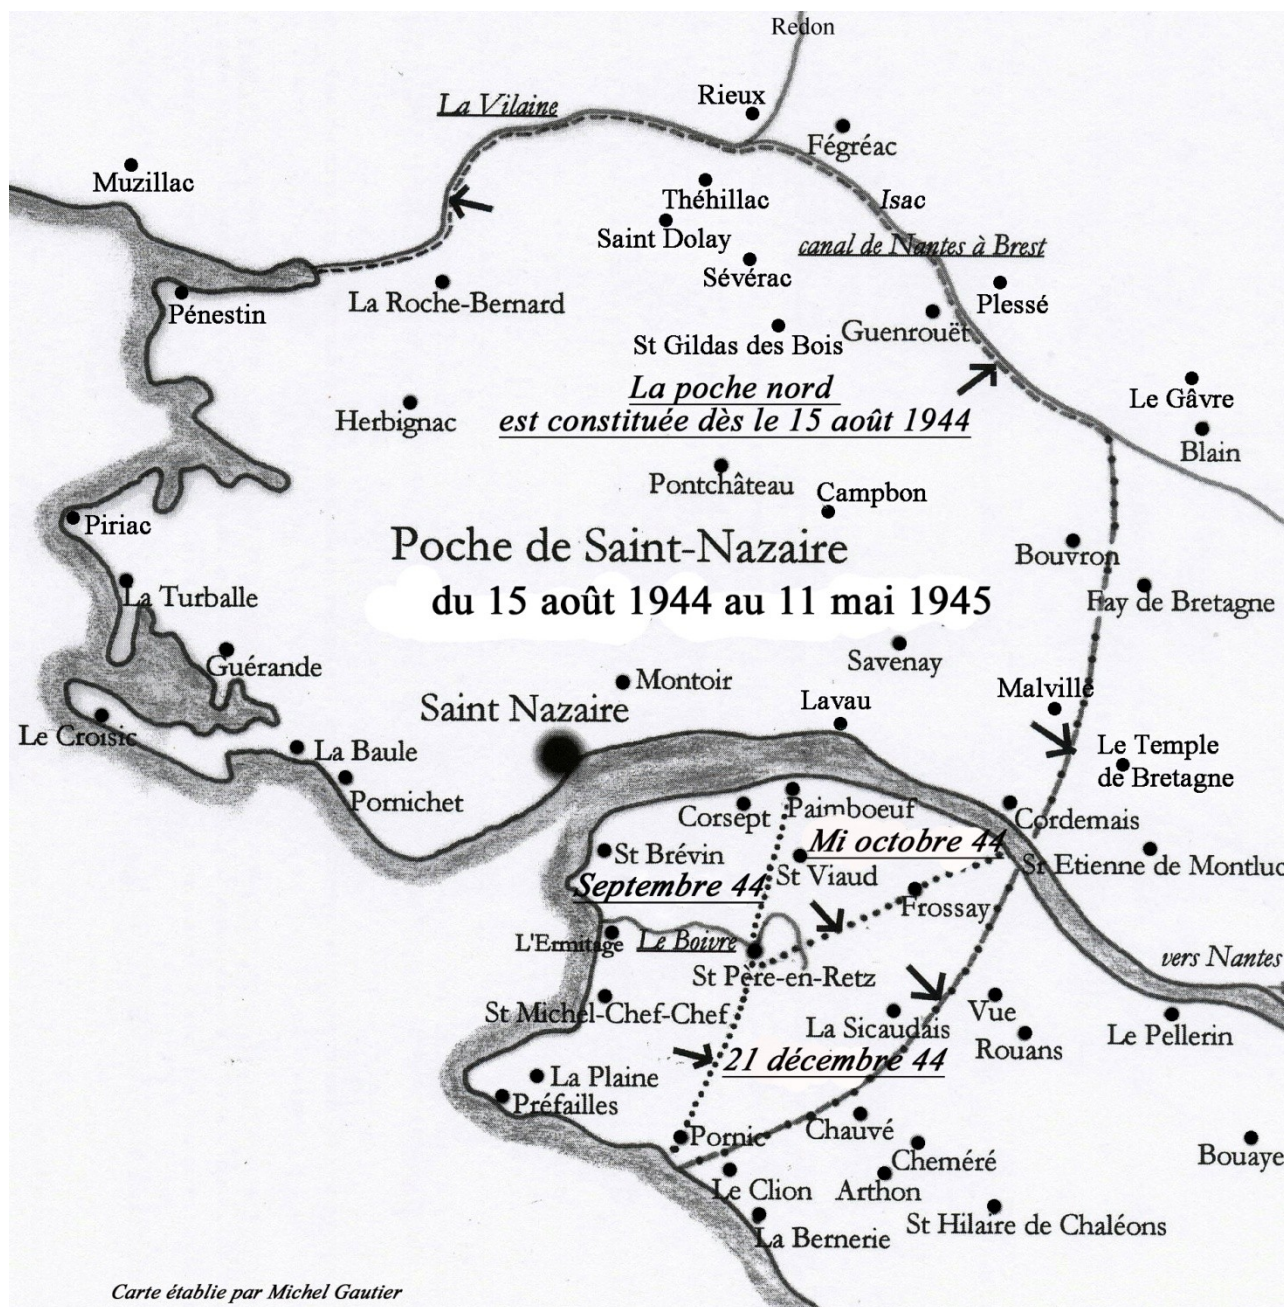 Redon
La Vilaine
Rieux
Fégréac
Muzillac
Théhillac
Isac
Saint Dolay
canal de Nantes à Brest
Sévérac
La Roche-Bernard
Pénestin
Plessé
Guenrouët
St Gildas des Bois
La poche nord
est constituée dès le 15 août 1944
Herbignac
Le Gâvre
Blain
Pontchâteau
Campbon
Piriac
Poche de Saint-Nazaire
du 15 août 1944 au 11 mai 1945
Bouvron
La Turballe
Fay de Bretagne
Guérande
Savenay
Montoir
Malville
Saint Nazaire
Lavau
Le Croisic
La Baule
Le Temple
de Bretagne
Pornichet
Corsept
Paimboeuf
Cordemais
Mi octobre 44
St Brévin
St Viaud
St Etienne de Montluc
Septembre 44
Frossay
L'Ermitage
Le Boivre
vers Nantes
St Père-en-Retz
St Michel-Chef-Chef
La Sicaudais
Vue
Rouans
Le Pellerin
21 décembre 44
La Plaine
Préfailles
Pornic
Chauvé
Cheméré
Bouaye
Le Clion
Arthon
St Hilaire de Chaléons
La Bernerie
Carte établie par Michel Gautier